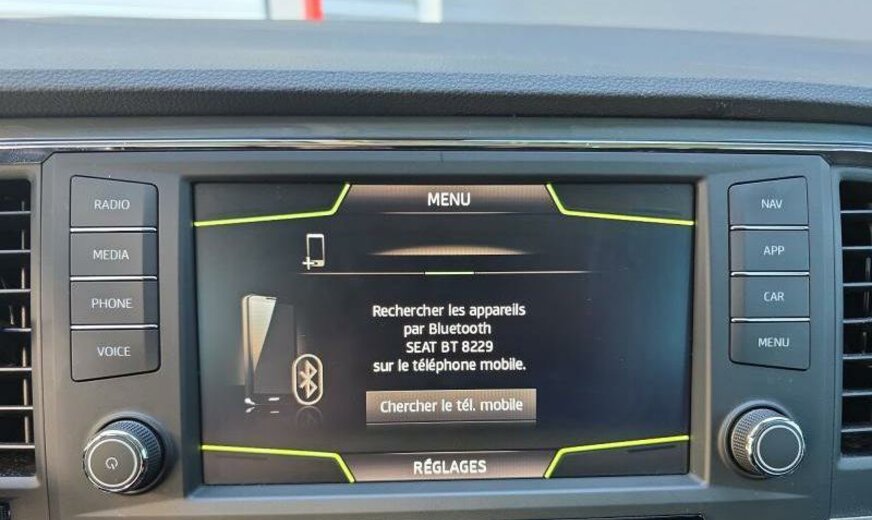 MENU
RADIO
MEDIA
PHONE
VOICE
Rechercher les appareils
par Bluetooth
SEAT BT 8229
sur le téléphone mobile.
Chercher le tél. mobile
RÉGLAGES
NAV
APP
CAR
MENU